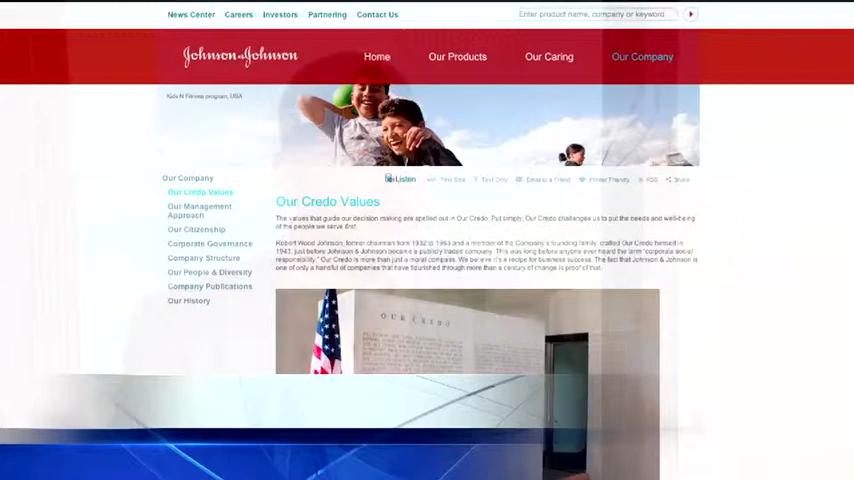 News Center Careers Investors Partnering Contact Us
Enter product name, company or keyword
Johnson & Johnson
Home Our Products Our Caring Our Company
Kids N Fitness program, USA
Our Company
Our Credo Values
Our Management
Approach
Our Citizenship
Corporate Governance
Company Structure
Our People & Diversity
Company Publications
Our History
Listen Text Size Text Only Email to a Friend Printer Friendly RSS Share
Our Credo Values
The values that guide our decision making are spelled out in Our Credo. Put simply, Our Credo challenges us to put the needs and well-being
of the people we serve first.
Robert Wood Johnson, former chairman from 1932 to 1963 and a member of the Company's founding family, crafted Our Credo himself in
1943, just before Johnson & Johnson became a publicly traded company. This was long before anyone ever heard the term "corporate social
responsibility." Our Credo is more than just a moral compass. We believe it's a recipe for business success. The fact that Johnson & Johnson is
one of only a handful of companies that have flourished through more than a century of change is proof of that.
OUR CREDO